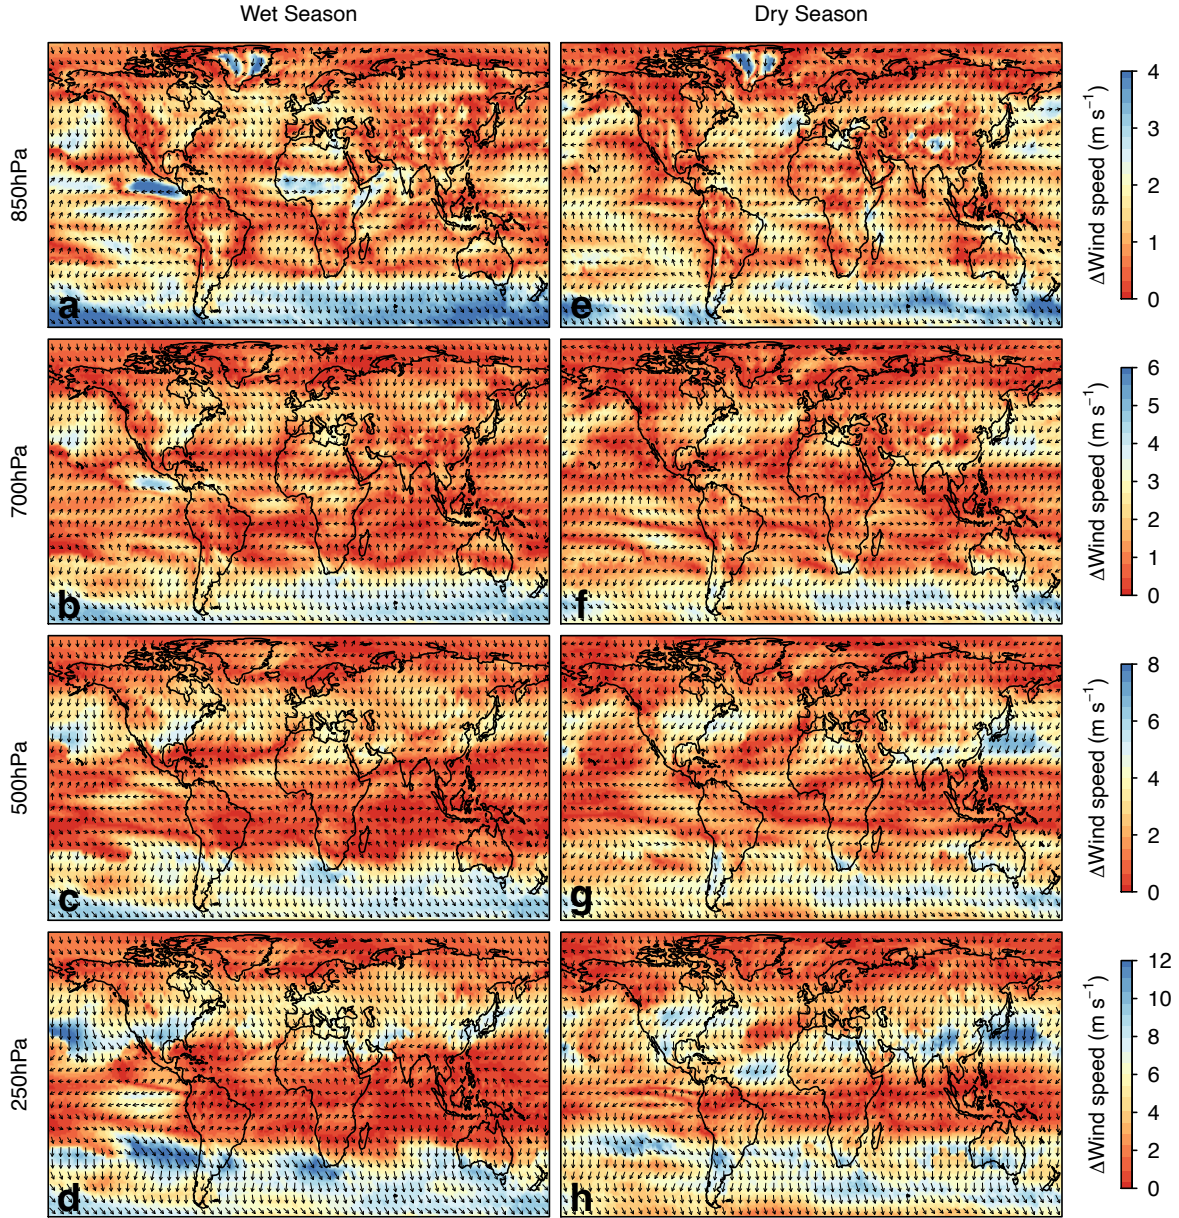 Wet Season
Dry Season
850hPa
a
e
ΔWind speed (m s⁻¹)
4
3
2
1
0
700hPa
b
f
ΔWind speed (m s⁻¹)
6
5
4
3
2
1
0
500hPa
c
g
ΔWind speed (m s⁻¹)
8
6
4
2
0
250hPa
d
h
ΔWind speed (m s⁻¹)
12
10
8
6
4
2
0